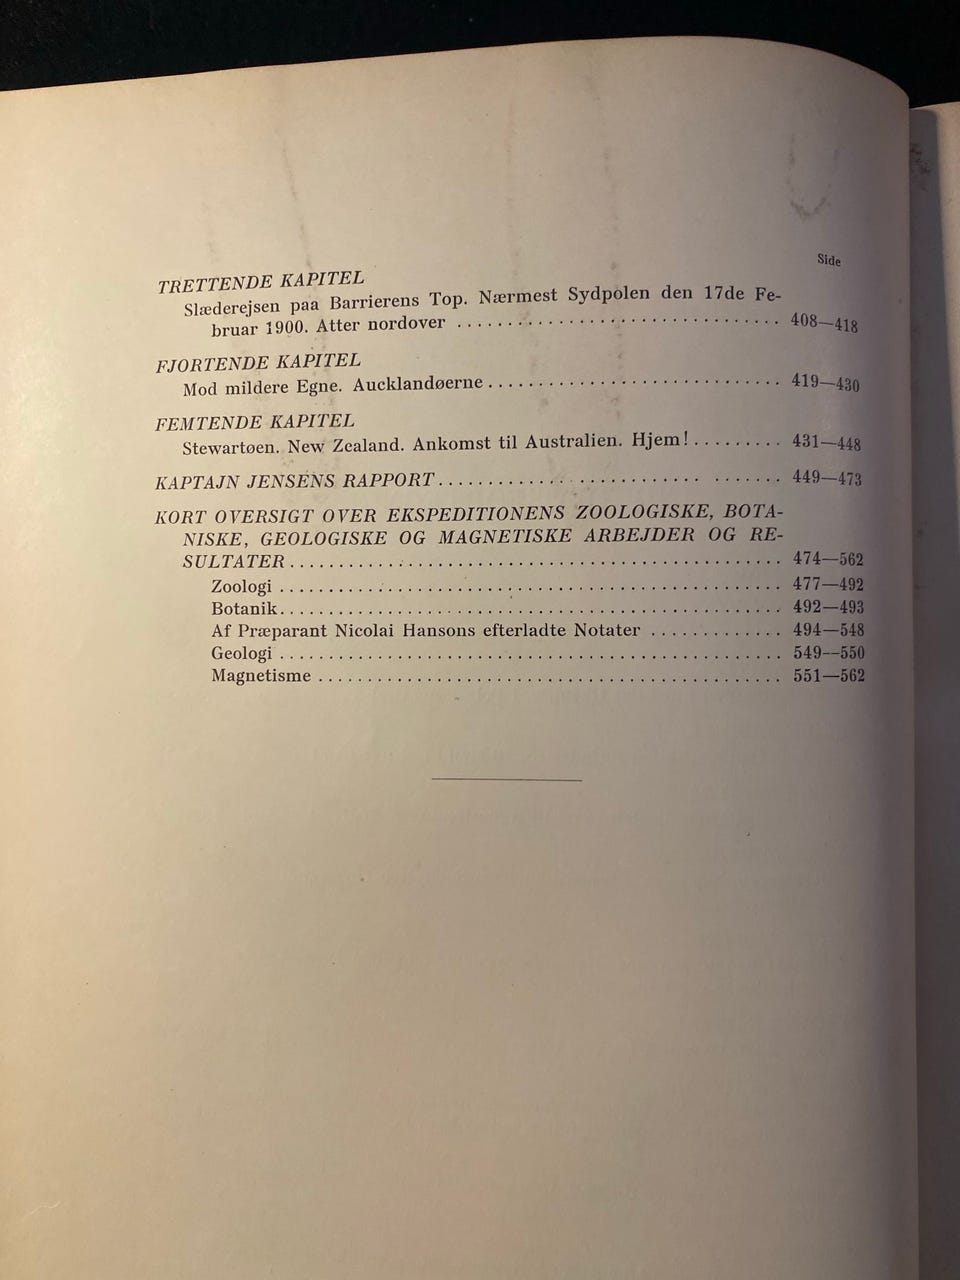 Side
TRETTENDE KAPITEL
Slæderejsen paa Barrierens Top. Nærmest Sydpolen den 17de Fe-
bruar 1900. Atter nordover ............................. 408—418
FJORTENDE KAPITEL
Mod mildere Egne. Aucklandøerne .......................... 419—430
FEMTENDE KAPITEL
Stewartøen. New Zealand. Ankomst til Australien. Hjem! ......... 431—448
KAPTAJN JENSENS RAPPORT .............................. 449—473
KORT OVERSIGT OVER EKSPEDITIONENS ZOOLOGISKE, BOTA-
NISKE, GEOLOGISKE OG MAGNETISKE ARBEJDER OG RE-
SULTATER ........................................... 474—562
Zoologi ............................................ 477—492
Botanik ............................................ 492—493
Af Præparant Nicolai Hansons efterladte Notater ............. 494—548
Geologi ............................................ 549—550
Magnetisme ......................................... 551—562